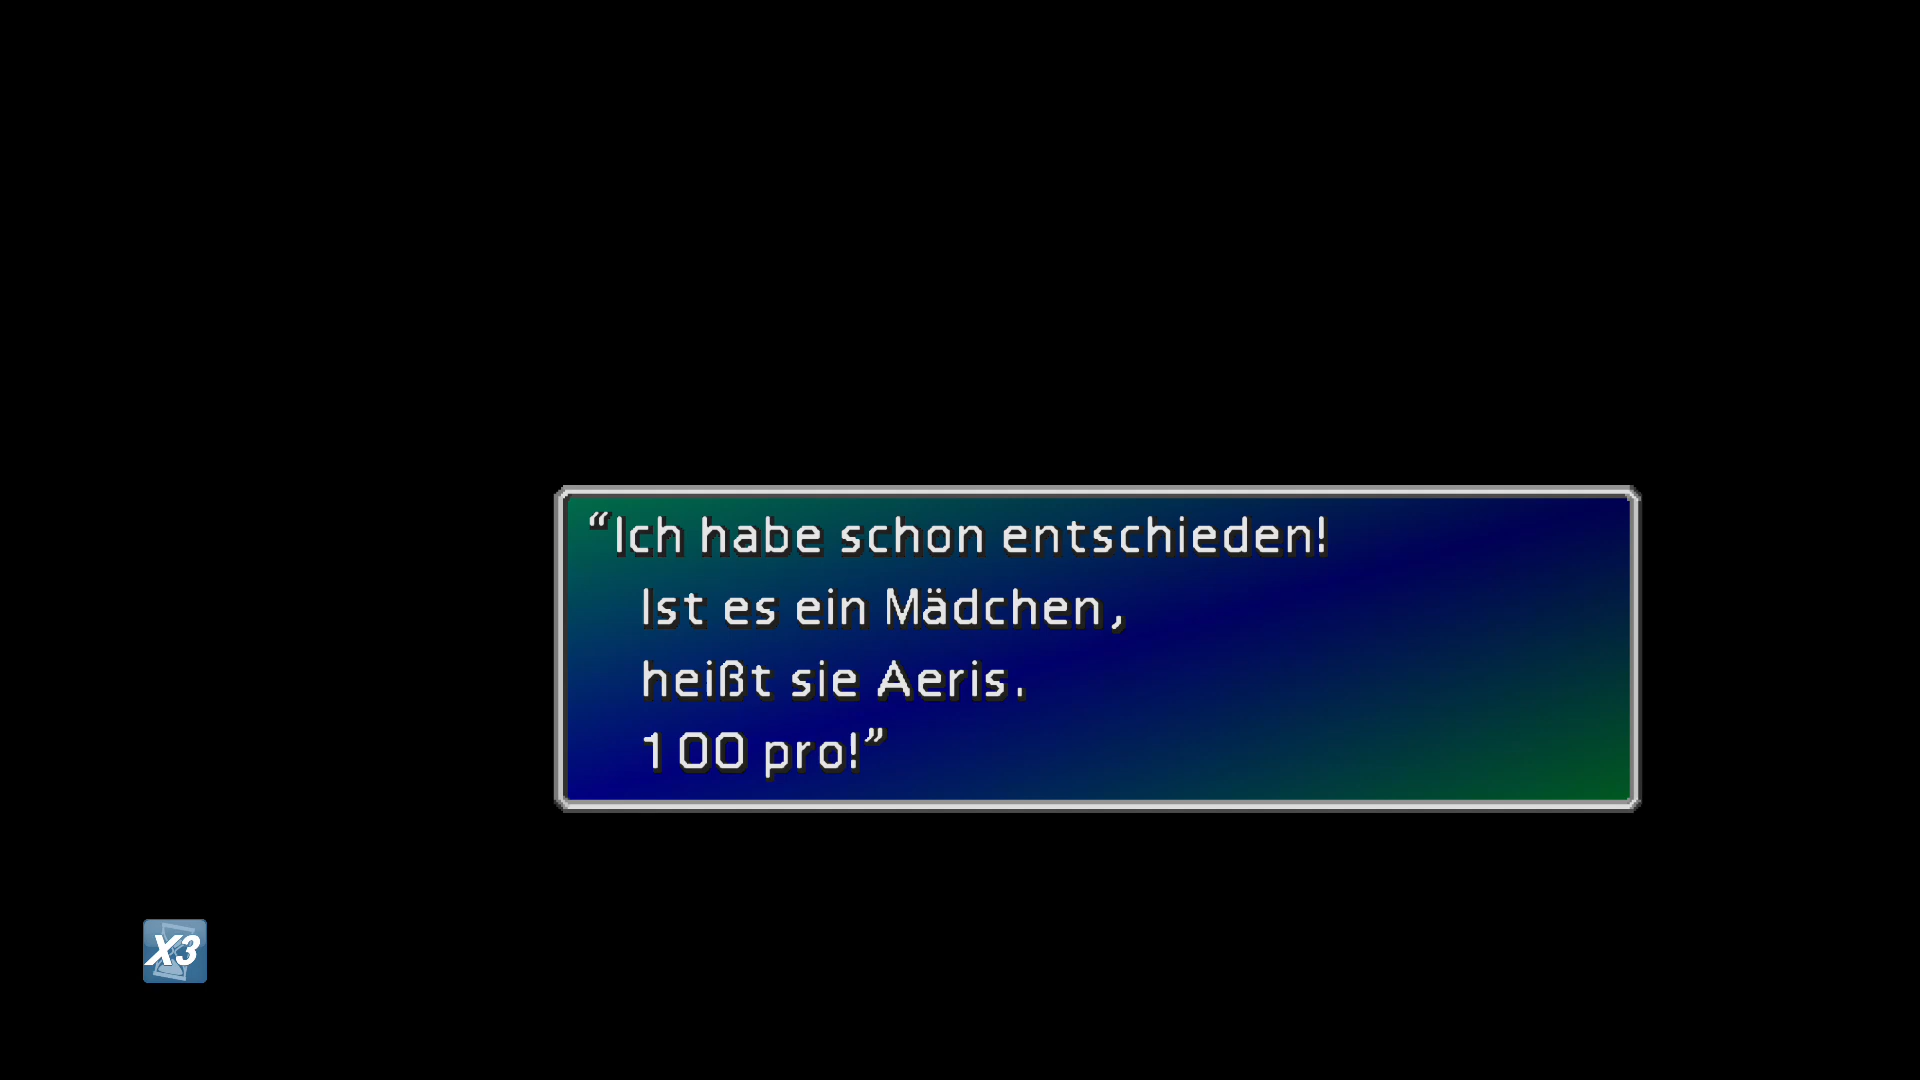 “Ich habe schon entschieden!
Ist es ein Mädchen,
heißt sie Aeris.
100 pro!”
X3